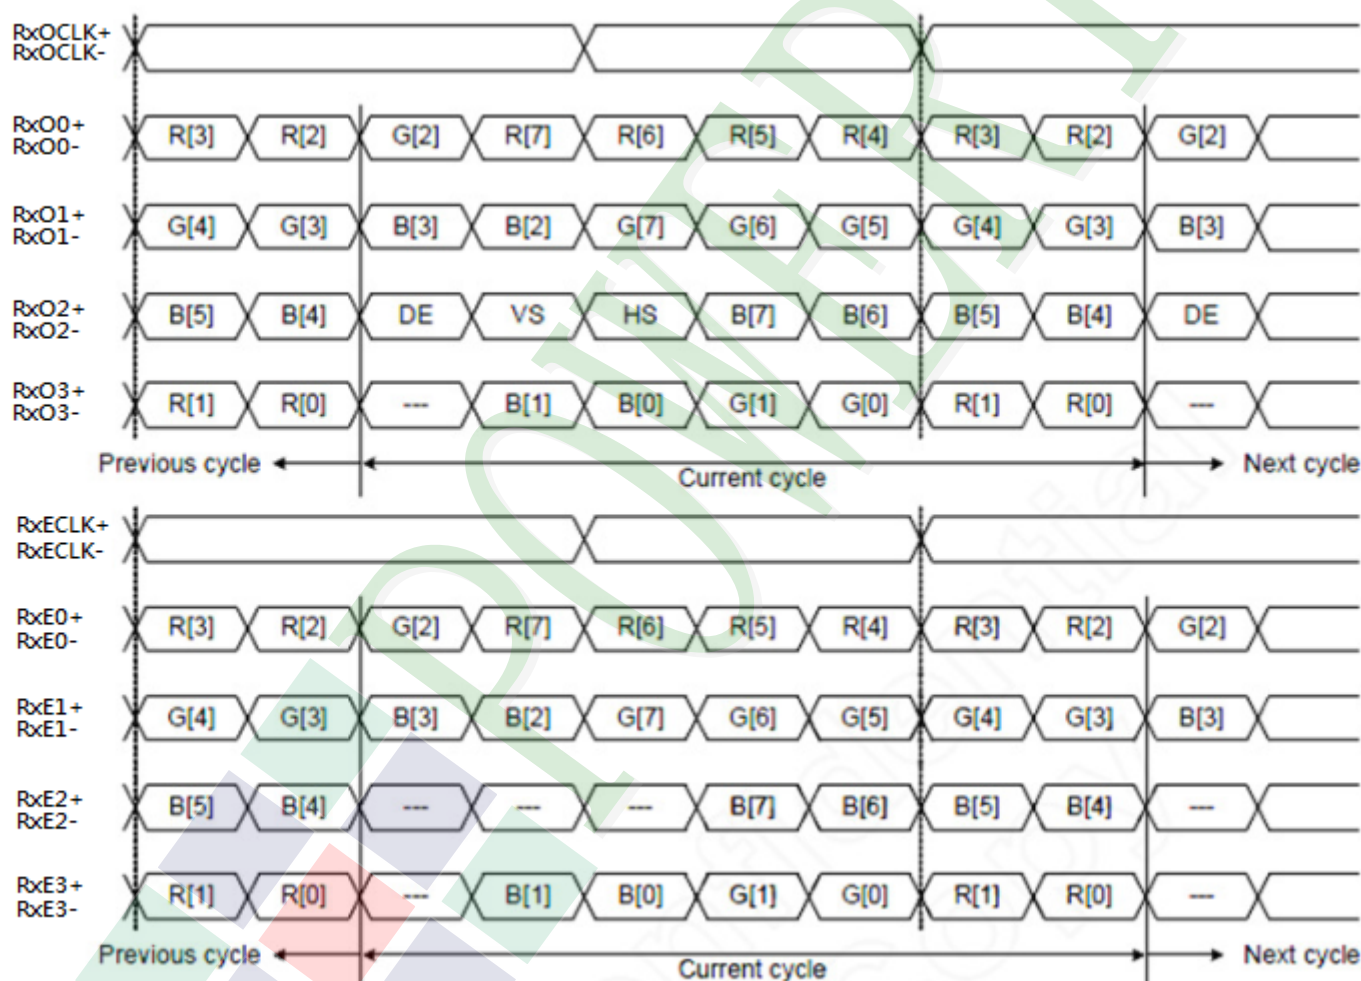 RxOCLK+
RxOCLK-
RxO0+
RxO0-
R[3] R[2] G[2] R[7] R[6] R[5] R[4] R[3] R[2] G[2]
RxO1+
RxO1-
G[4] G[3] B[3] B[2] G[7] G[6] G[5] G[4] G[3] B[3]
RxO2+
RxO2-
B[5] B[4] DE VS HS B[7] B[6] B[5] B[4] DE
RxO3+
RxO3-
R[1] R[0] --- B[1] B[0] G[1] G[0] R[1] R[0] ---
Previous cycle Current cycle Next cycle
RxECLK+
RxECLK-
RxE0+
RxE0-
R[3] R[2] G[2] R[7] R[6] R[5] R[4] R[3] R[2] G[2]
RxE1+
RxE1-
G[4] G[3] B[3] B[2] G[7] G[6] G[5] G[4] G[3] B[3]
RxE2+
RxE2-
B[5] B[4] --- --- --- B[7] B[6] B[5] B[4] ---
RxE3+
RxE3-
R[1] R[0] --- B[1] B[0] G[1] G[0] R[1] R[0] ---
Previous cycle Current cycle Next cycle
POWER